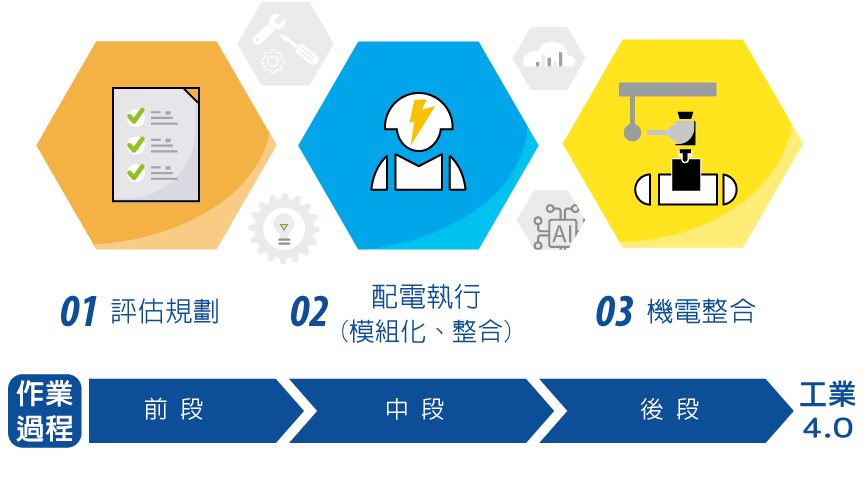 AI
01 評估規劃
02 配電執行
（模組化、整合）
03 機電整合
作業
過程
前 段
中 段
後 段
工業
4.0